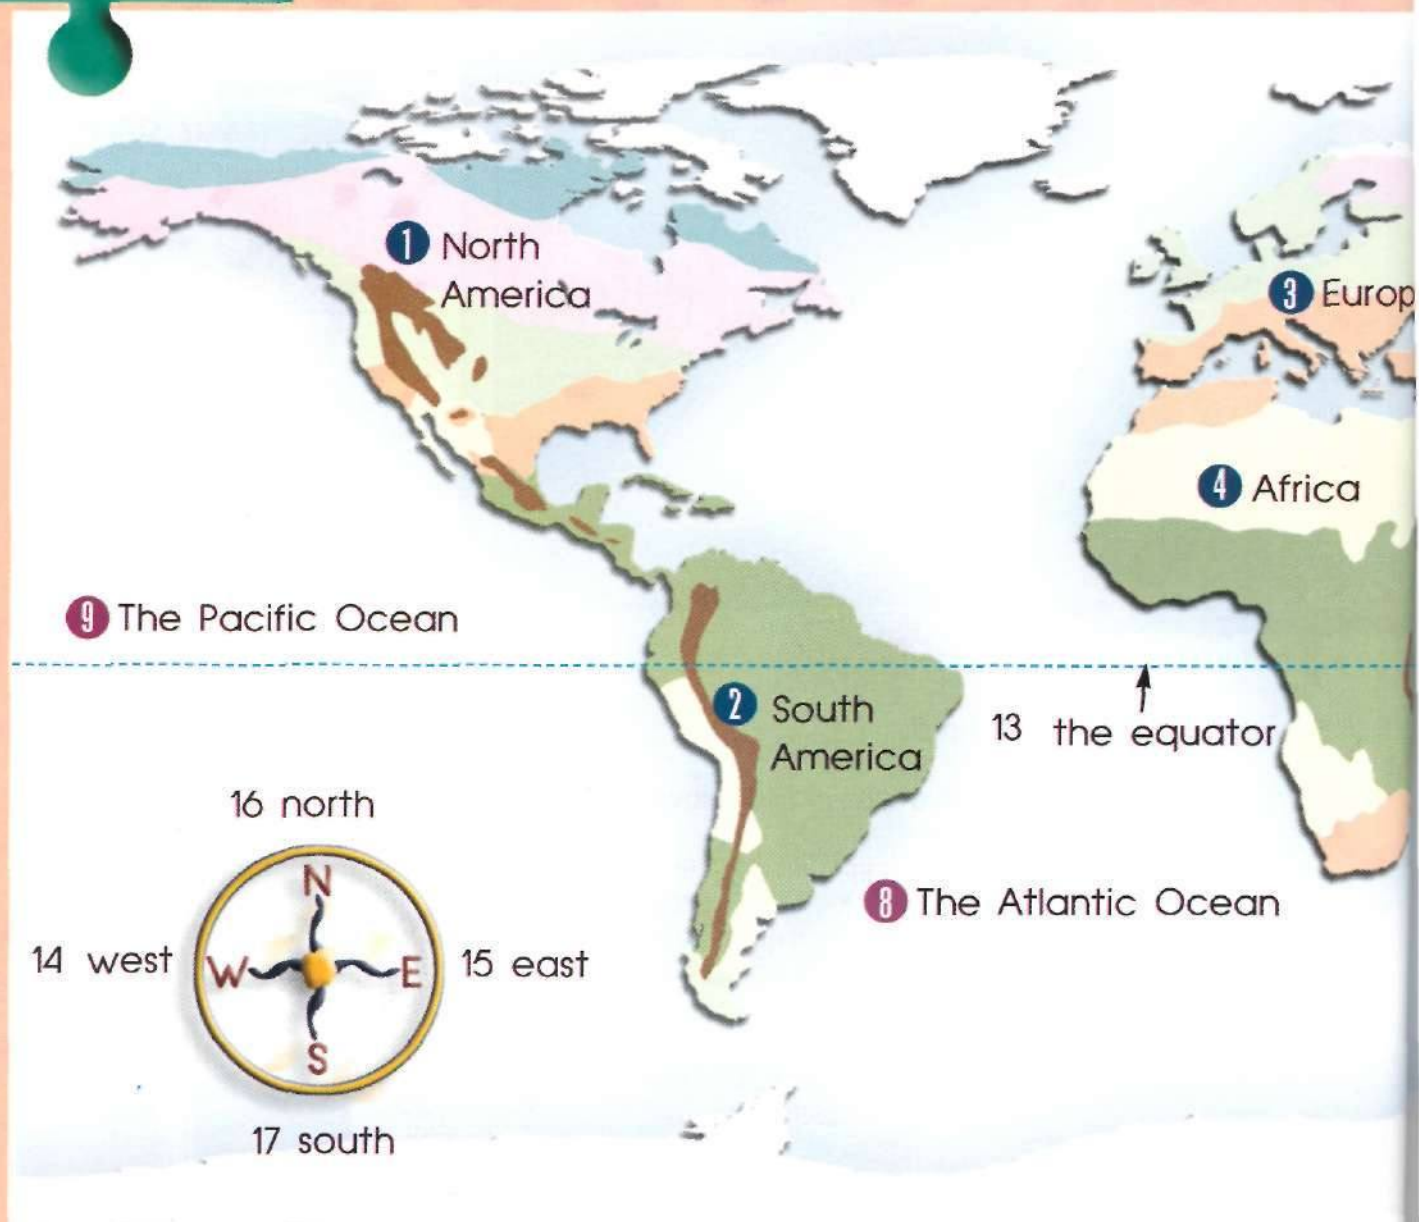 1 North
America
3 Europ
4 Africa
9 The Pacific Ocean
2 South
America
13 the equator
16 north
N
8 The Atlantic Ocean
14 west
W
E
15 east
S
17 south